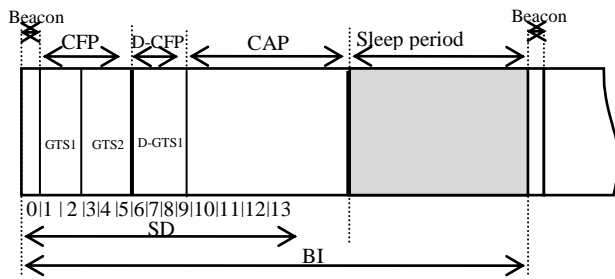 Beacon CFP D-CFP CAP Sleep period Beacon
GTS1 GTS2 D-GTS1
0|1 | 2 |3|4| 5|6|7|8|9|10|11|12|13
SD
BI